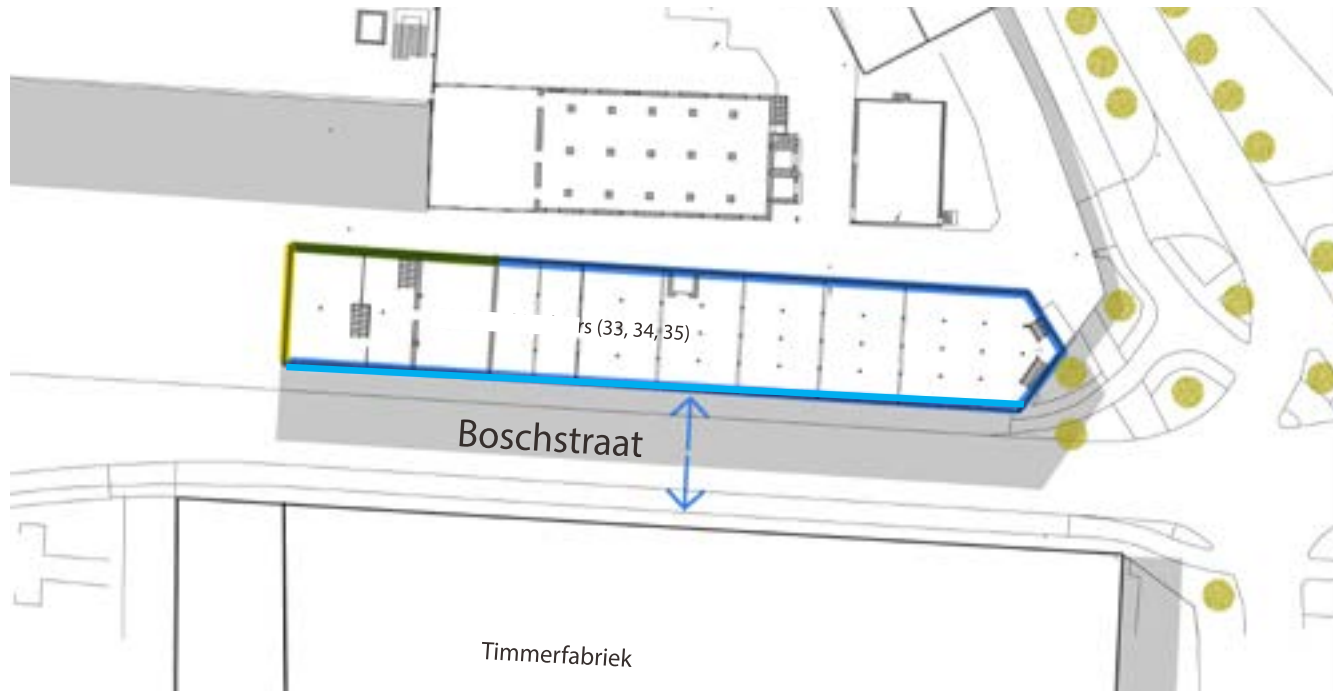 rs (33, 34, 35)
Boschstraat
Timmerfabriek